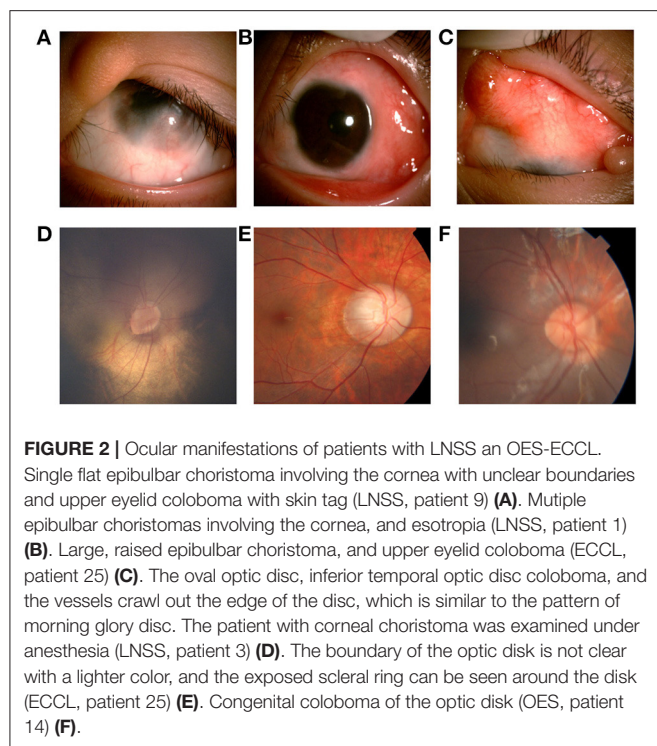 A
B
C
D
E
F
FIGURE 2 | Ocular manifestations of patients with LNSS an OES-ECCL.
Single flat epibulbar choristoma involving the cornea with unclear boundaries
and upper eyelid coloboma with skin tag (LNSS, patient 9) (A). Mutiple
epibulbar choristomas involving the cornea, and esotropia (LNSS, patient 1)
(B). Large, raised epibulbar choristoma, and upper eyelid coloboma (ECCL,
patient 25) (C). The oval optic disc, inferior temporal optic disc coloboma, and
the vessels crawl out the edge of the disc, which is similar to the pattern of
morning glory disc. The patient with corneal choristoma was examined under
anesthesia (LNSS, patient 3) (D). The boundary of the optic disk is not clear
with a lighter color, and the exposed scleral ring can be seen around the disk
(ECCL, patient 25) (E). Congenital coloboma of the optic disk (OES, patient
14) (F).